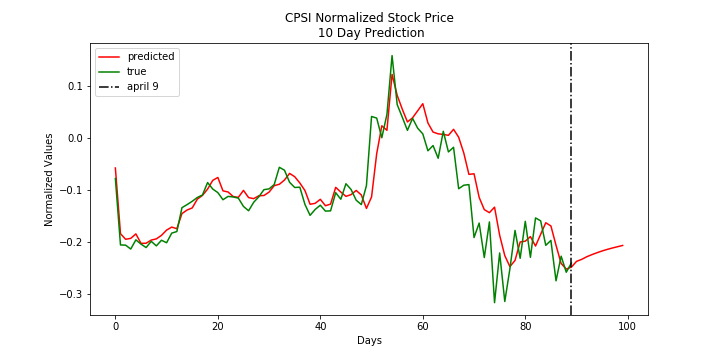 CPSI Normalized Stock Price
10 Day Prediction
predicted
true
april 9
Normalized Values
0.1
0.0
−0.1
−0.2
−0.3
0
20
40
60
80
100
Days